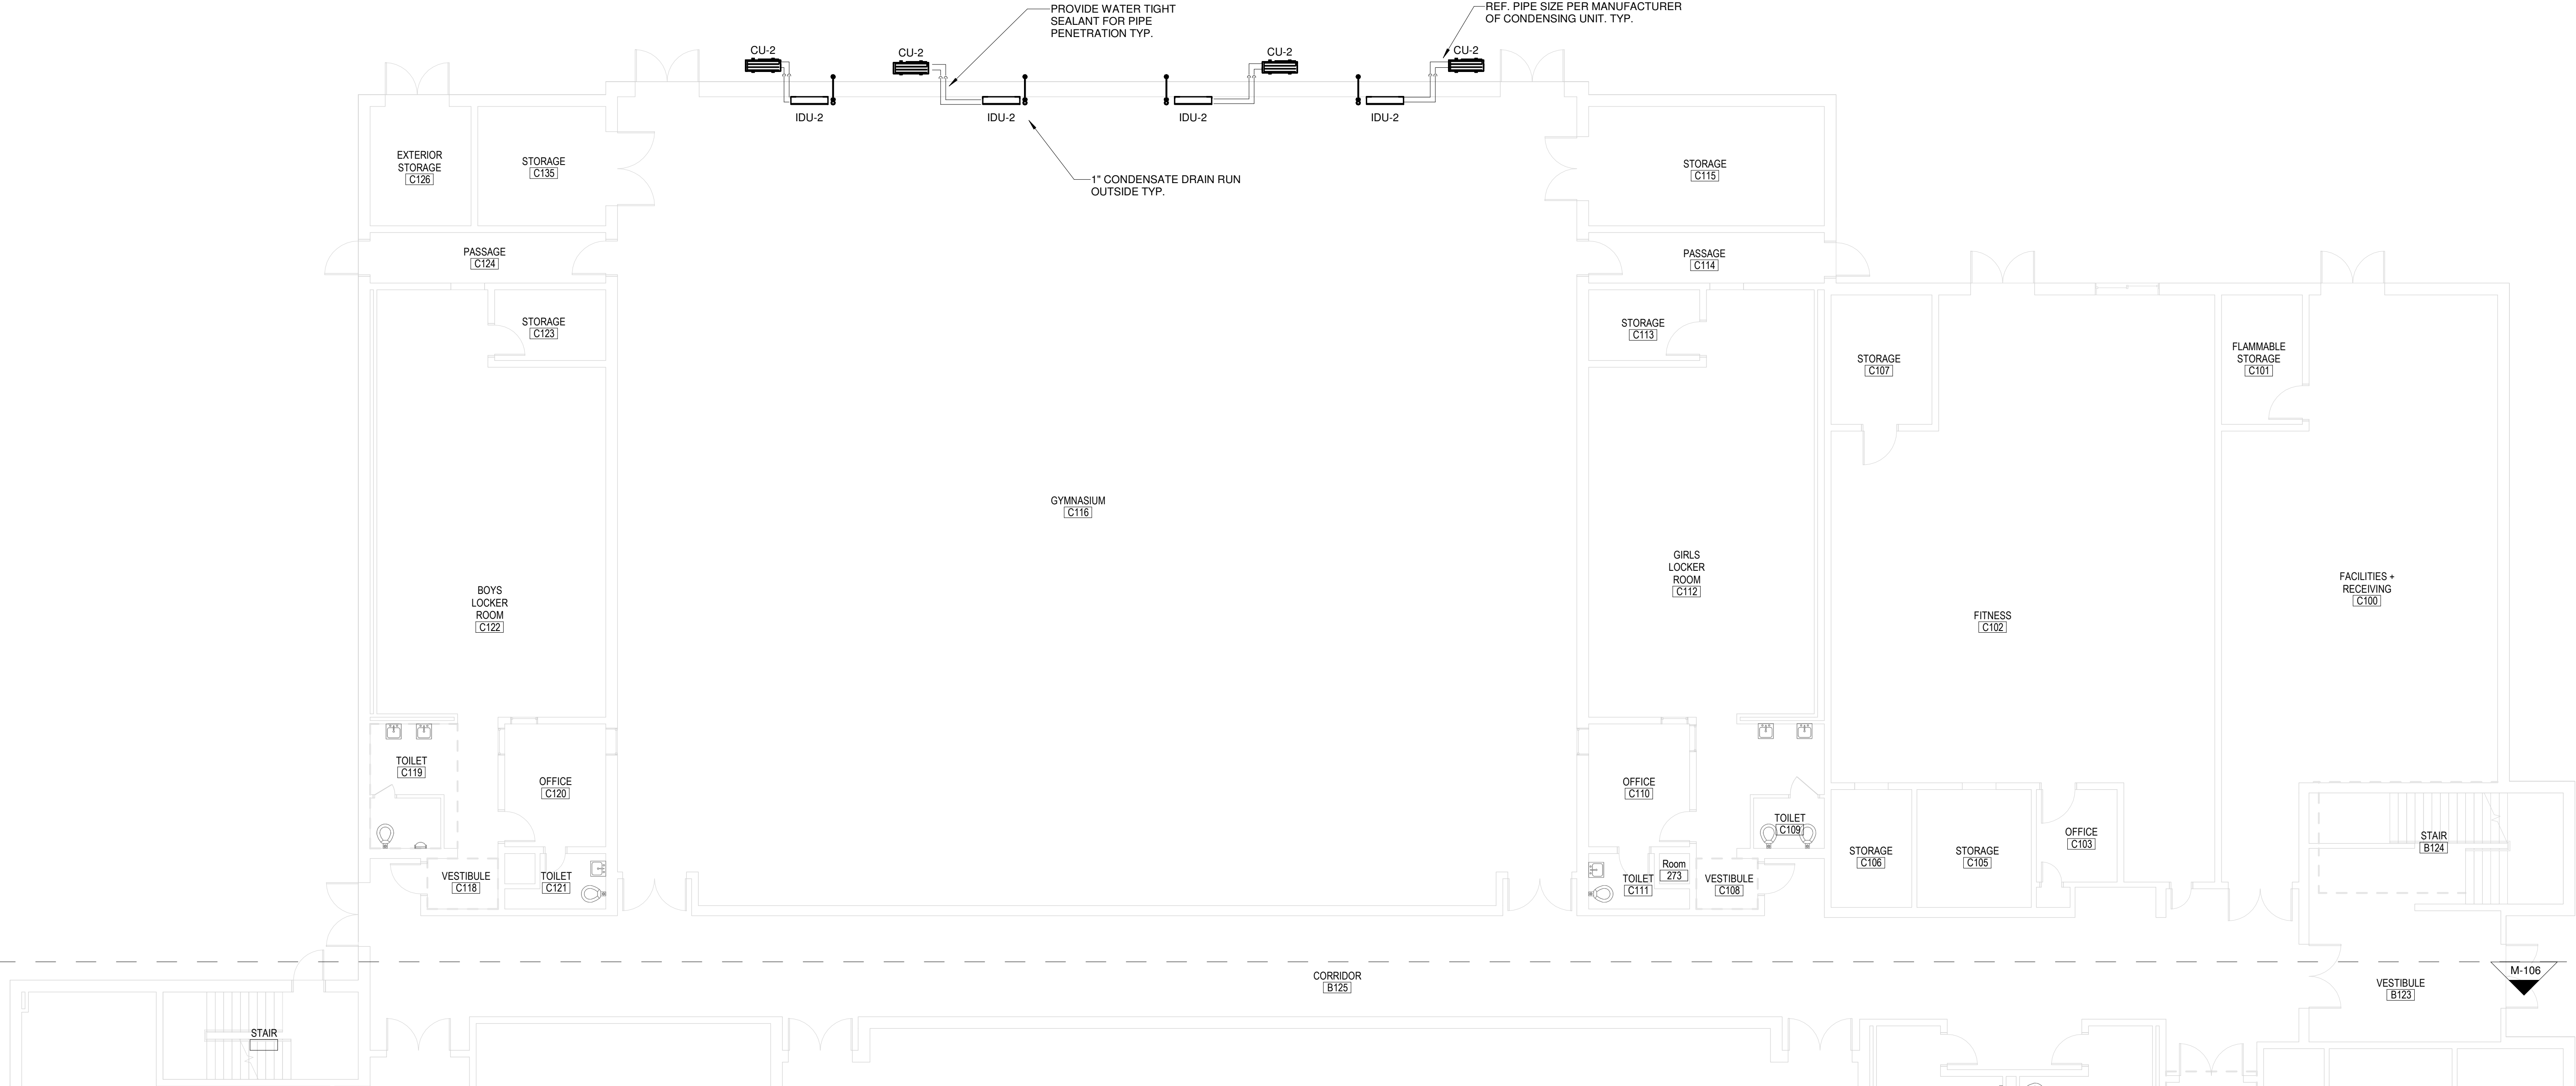 PROVIDE WATER TIGHT
SEALANT FOR PIPE
PENETRATION TYP.
REF. PIPE SIZE PER MANUFACTURER
OF CONDENSING UNIT. TYP.
CU-2
CU-2
CU-2
CU-2
IDU-2
IDU-2
IDU-2
IDU-2
1" CONDENSATE DRAIN RUN
OUTSIDE TYP.
EXTERIOR
STORAGE
C126
STORAGE
C135
STORAGE
C115
PASSAGE
C124
PASSAGE
C114
STORAGE
C123
STORAGE
C113
STORAGE
C107
FLAMMABLE
STORAGE
C101
GYMNASIUM
C116
BOYS
LOCKER
ROOM
C122
GIRLS
LOCKER
ROOM
C112
FITNESS
C102
FACILITIES +
RECEIVING
C100
TOILET
C119
OFFICE
C120
OFFICE
C110
TOILET
C109
STORAGE
C106
STORAGE
C105
OFFICE
C103
STAIR
B124
VESTIBULE
C118
TOILET
C121
TOILET
C111
Room
273
VESTIBULE
C108
CORRIDOR
B125
VESTIBULE
B123
M-106
STAIR